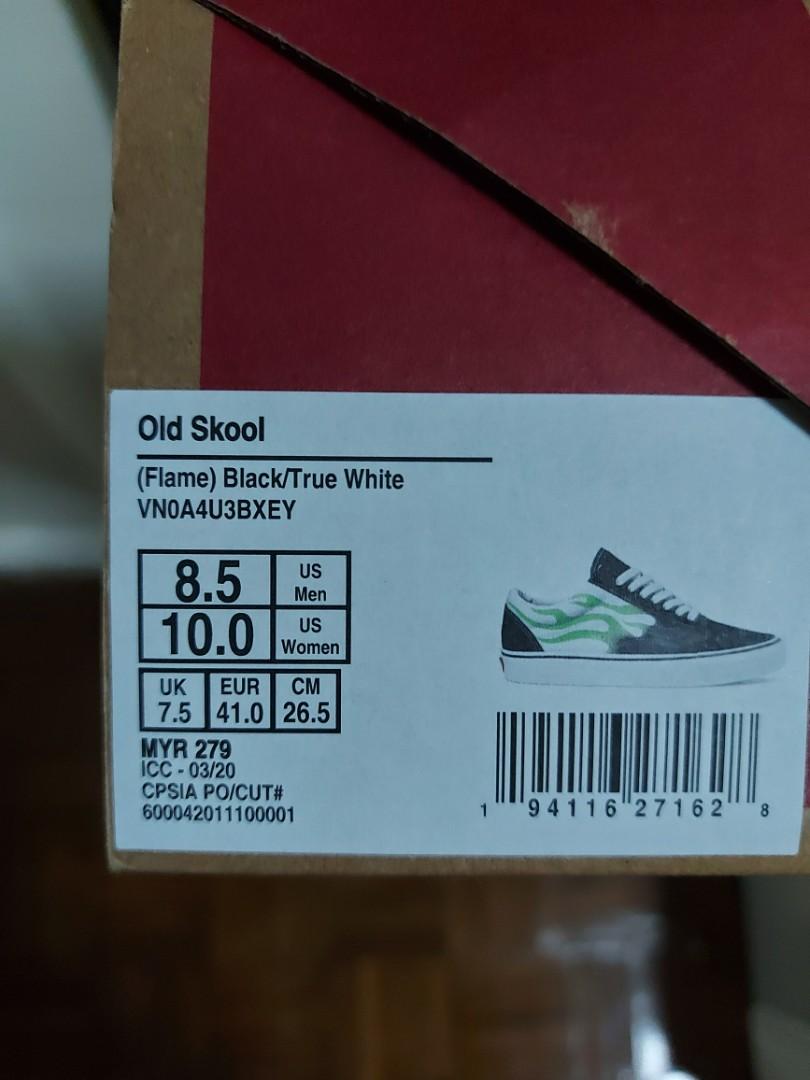 Old Skool
(Flame) Black/True White
VN0A4U3BXEY
8.5 US Men
10.0 US Women
UK EUR CM
7.5 41.0 26.5
MYR 279
ICC - 03/20
CPSIA PO/CUT#
600042011100001
1 94116 27162 8